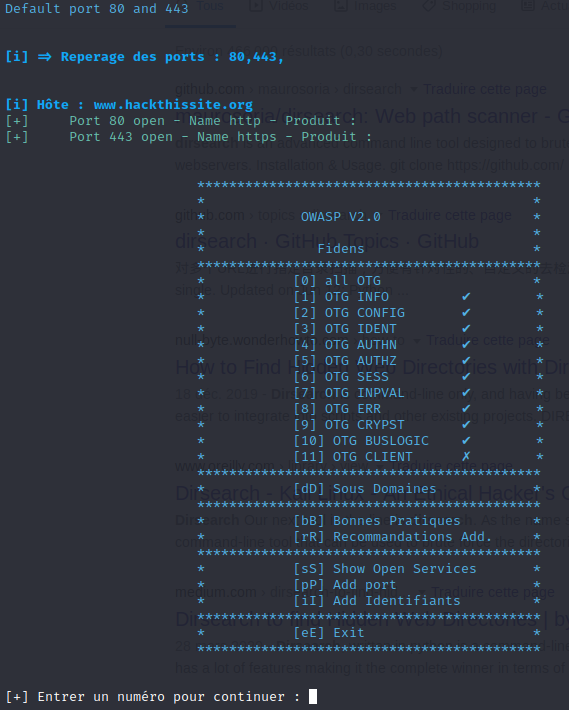 Default port 80 and 443
[i] ⇒ Reperage des ports : 80,443,
[i] Hôte : www.hackthissite.org
[+] Port 80 open - Name http - Produit :
[+] Port 443 open - Name https - Produit :
*******************************************
* *
* OWASP V2.0 *
* *
* Fidens *
*******************************************
* [0] all OTG *
* [1] OTG INFO ✔ *
* [2] OTG CONFIG ✔ *
* [3] OTG IDENT ✔ *
* [4] OTG AUTHN ✔ *
* [5] OTG AUTHZ ✔ *
* [6] OTG SESS ✔ *
* [7] OTG INPVAL ✔ *
* [8] OTG ERR ✔ *
* [9] OTG CRYPST ✔ *
* [10] OTG BUSLOGIC ✔ *
* [11] OTG CLIENT ✗ *
*******************************************
* [dD] Sous Domaines *
*******************************************
* [bB] Bonnes Pratiques *
* [rR] Recommandations Add. *
*******************************************
* [sS] Show Open Services *
* [pP] Add port *
* [iI] Add Identifiants *
*******************************************
* [eE] Exit *
*******************************************
[+] Entrer un numéro pour continuer :